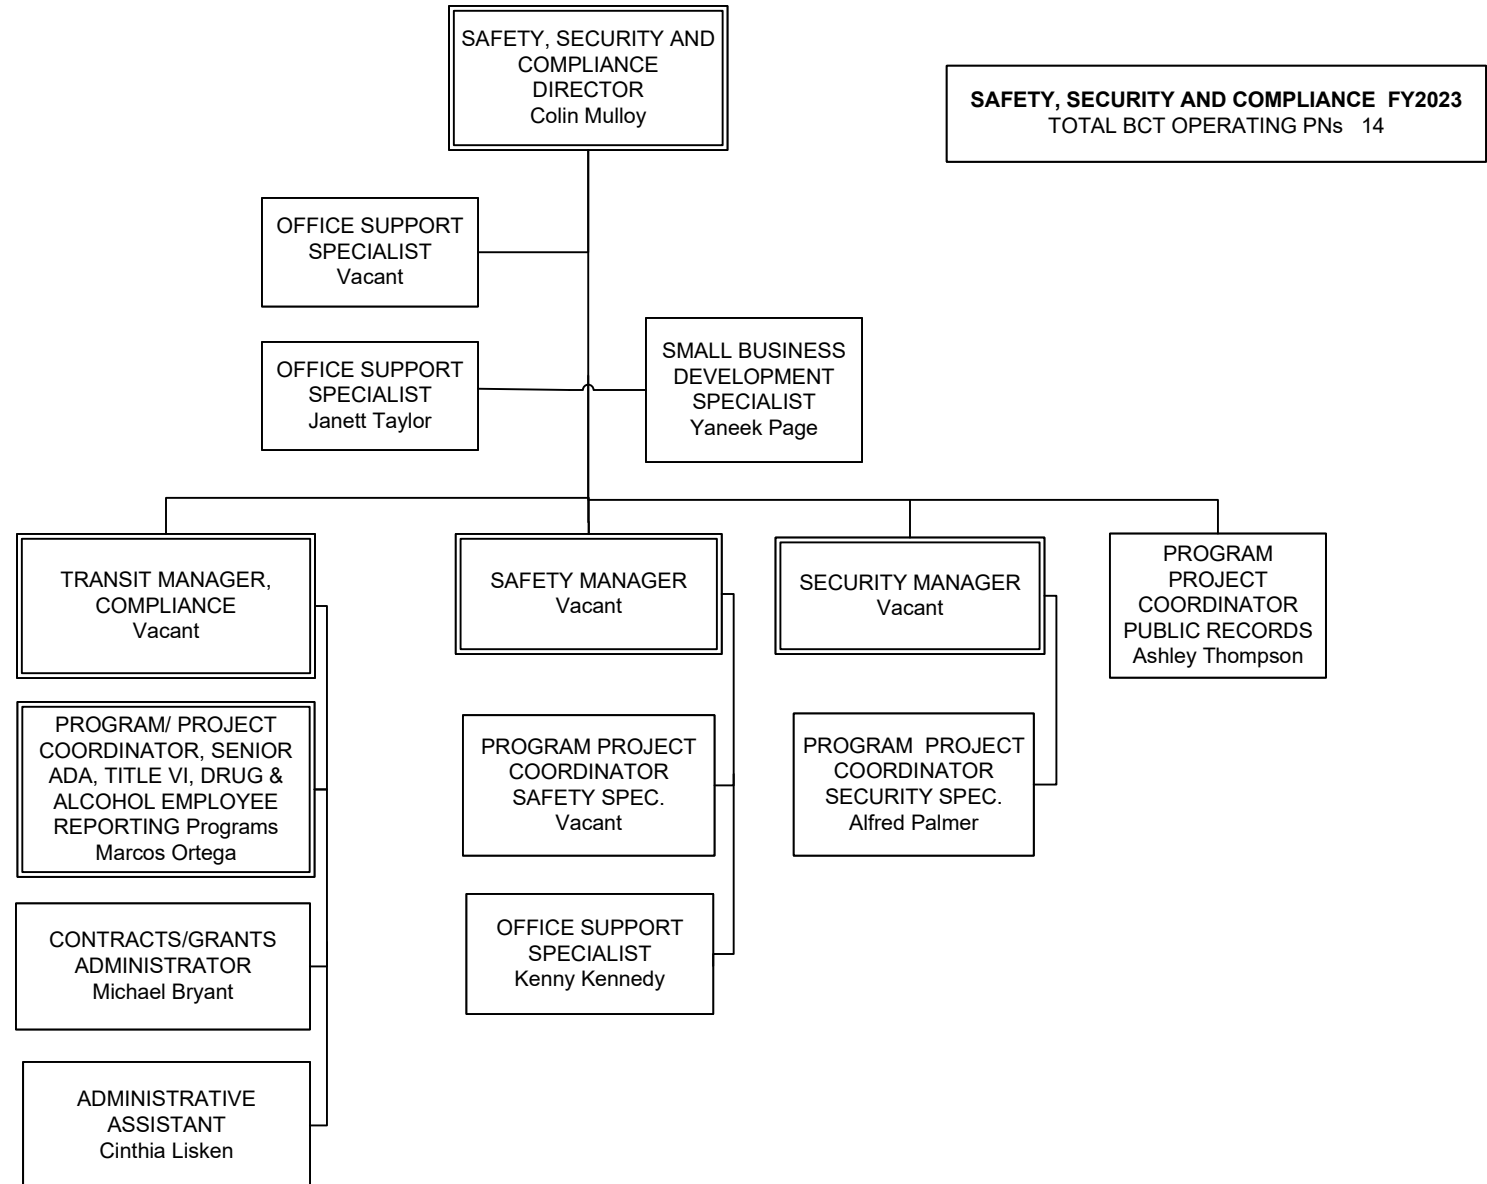 SAFETY, SECURITY AND
COMPLIANCE
DIRECTOR
Colin Mulloy
SAFETY, SECURITY AND COMPLIANCE FY2023
TOTAL BCT OPERATING PNs 14
OFFICE SUPPORT
SPECIALIST
Vacant
OFFICE SUPPORT
SPECIALIST
Janett Taylor
SMALL BUSINESS
DEVELOPMENT
SPECIALIST
Yaneek Page
TRANSIT MANAGER,
COMPLIANCE
Vacant
SAFETY MANAGER
Vacant
SECURITY MANAGER
Vacant
PROGRAM
PROJECT
COORDINATOR
PUBLIC RECORDS
Ashley Thompson
PROGRAM/ PROJECT
COORDINATOR, SENIOR
ADA, TITLE VI, DRUG &
ALCOHOL EMPLOYEE
REPORTING Programs
Marcos Ortega
PROGRAM PROJECT
COORDINATOR
SAFETY SPEC.
Vacant
PROGRAM PROJECT
COORDINATOR
SECURITY SPEC.
Alfred Palmer
CONTRACTS/GRANTS
ADMINISTRATOR
Michael Bryant
OFFICE SUPPORT
SPECIALIST
Kenny Kennedy
ADMINISTRATIVE
ASSISTANT
Cinthia Lisken